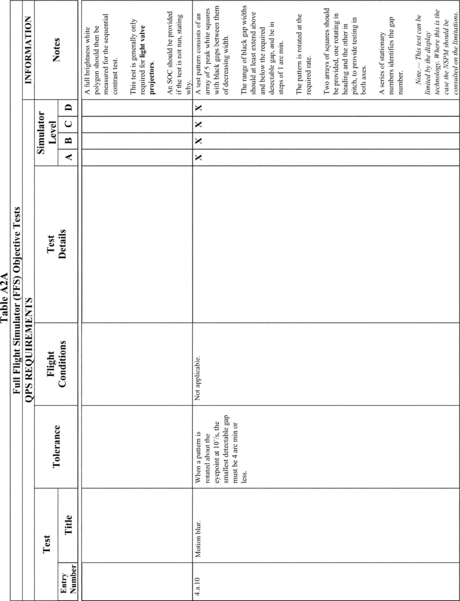 Table A2A
Full Flight Simulator (FFS) Objective Tests
QPS REQUIREMENTS
INFORMATION
Test
Tolerance
Flight
Conditions
Test
Details
Simulator
Level
Notes
Entry
Number
Title
A B C D
A full brightness white
polygon should then be
measured for the sequential
contrast test.
This test is generally only
required for light valve
projectors.
An SOC should be provided
if the test is not run, stating
why.
4.a.10
Motion blur.
When a pattern is
rotated about the
eyepoint at 10˚/s, the
smallest detectable gap
must be 4 arc min or
less.
Not applicable.
X X X X
A test pattern consists of an
array of 5 peak white squares
with black gaps between them
of decreasing width.
The range of black gap widths
should at least extend above
and below the required
detectable gap, and be in
steps of 1 arc min.
The pattern is rotated at the
required rate.
Two arrays of squares should
be provided, one rotating in
heading and the other in
pitch, to provide testing in
both axes.
A series of stationary
numbers identifies the gap
number.
Note.— This test can be
limited by the display
technology. Where this is the
case the NSPM should be
consulted on the limitations.